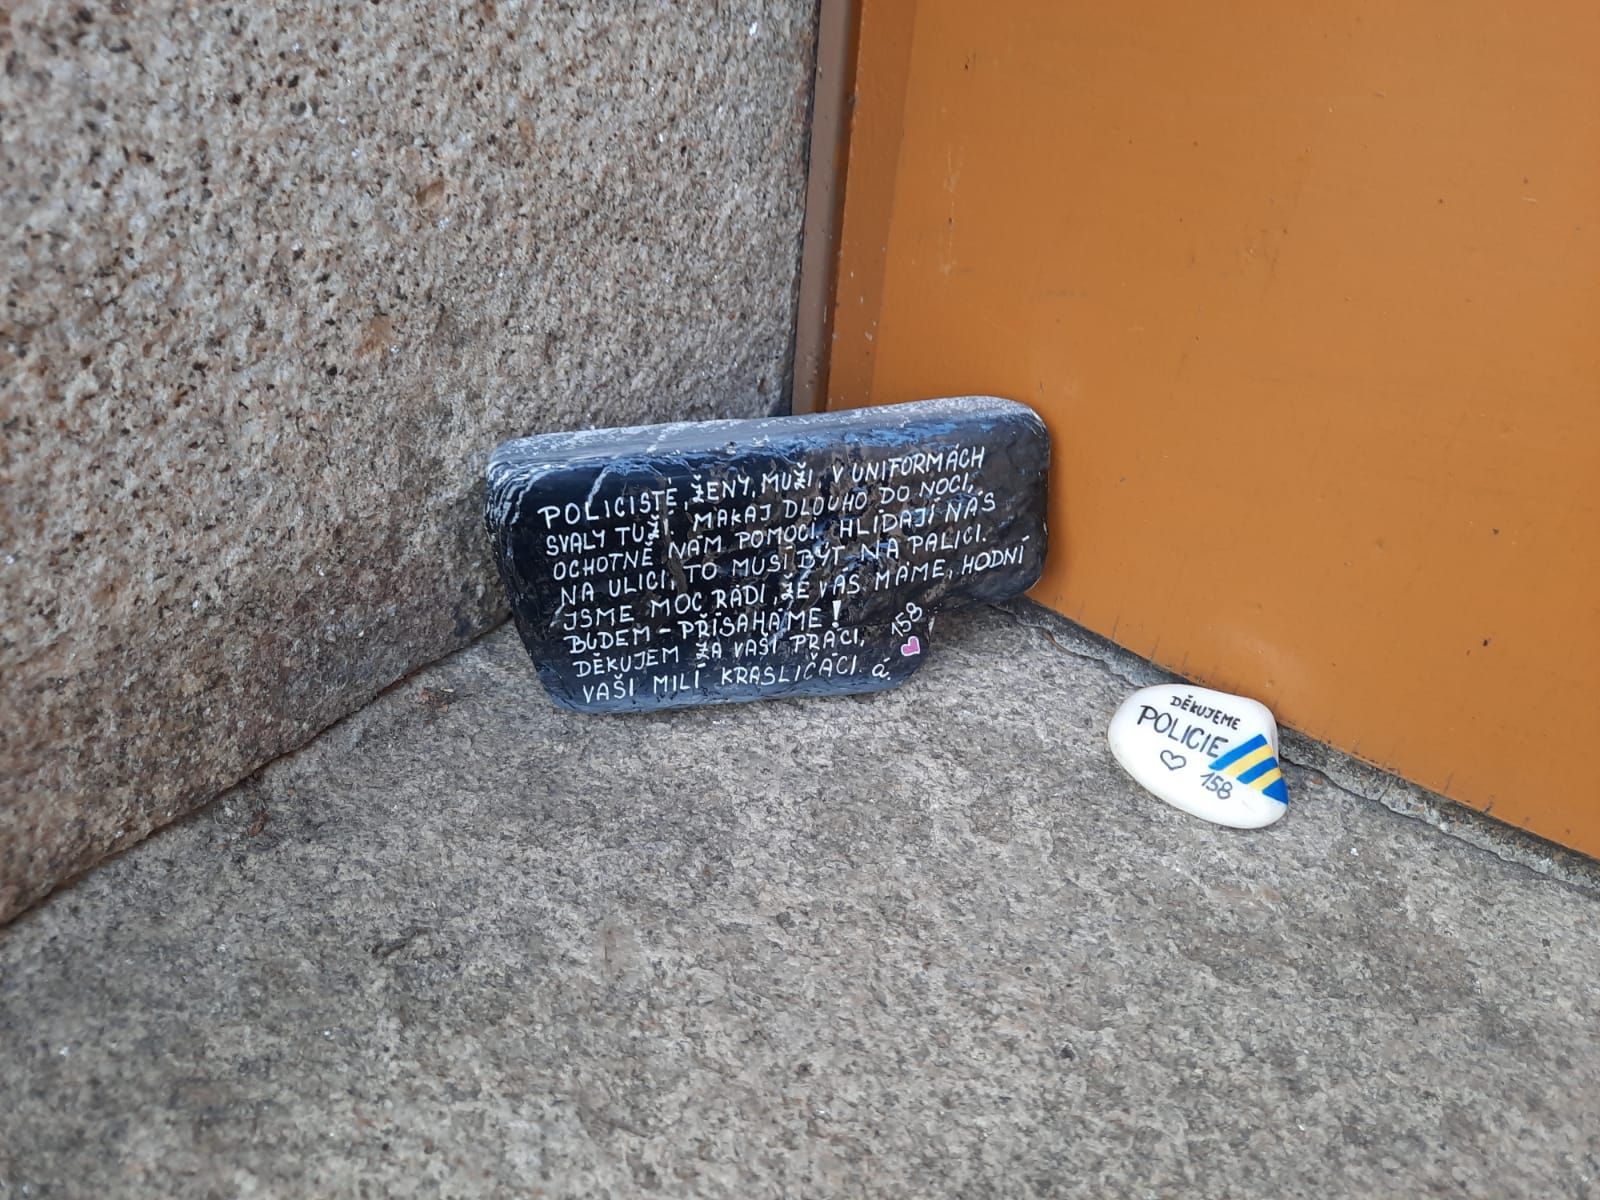 POLICISTÉ, ŽENY, MUŽI V UNIFORMÁCH
SVALY TUŽÍ MAKAJ DLOUHO DO NOCI,
OCHOTNĚ NÁM POMOCI. HLÍDAJÍ NÁS
NA ULICI, TO MUSÍ BÝT NA PALICI.
JSME MOC RÁDI, ŽE VÁS MÁME, HODNÍ
BUDEM - PŘÍSAHÁME!
DĚKUJEM ZA VAŠI PRÁCI,
VAŠI MILÍ KRASLIČÁCI á.
158
DĚKUJEME
POLICIE
158